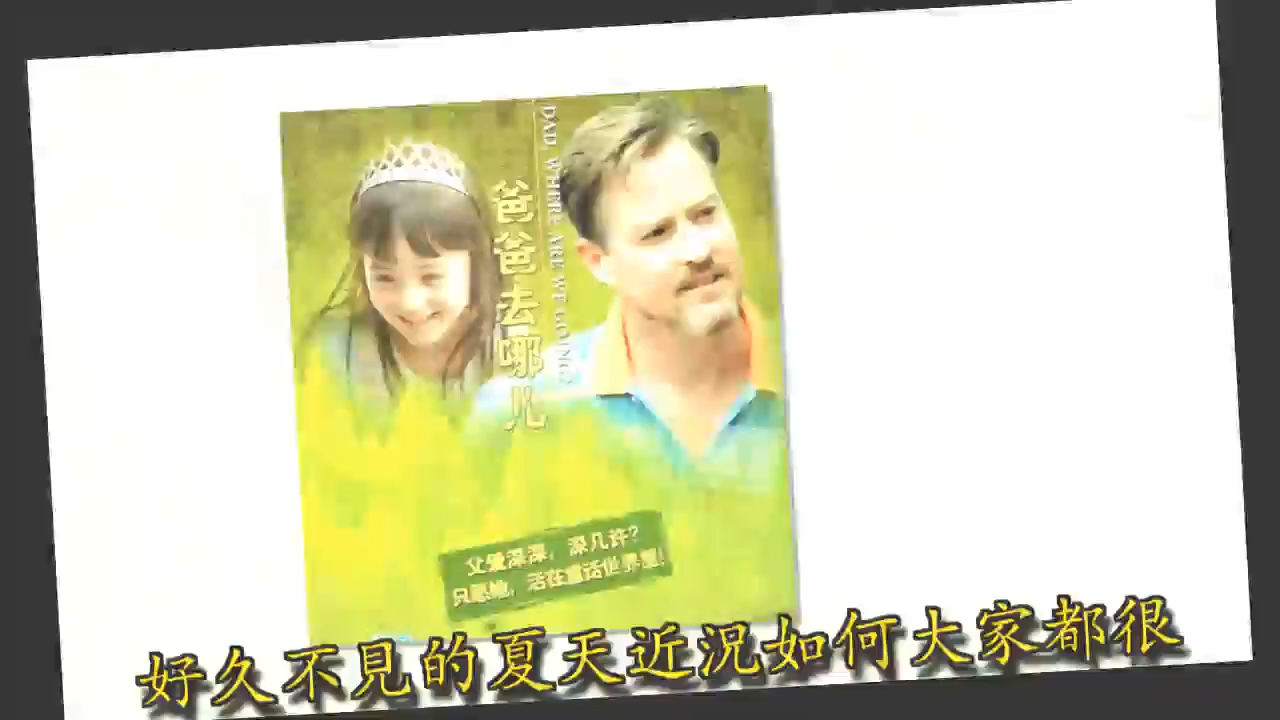 爸爸去哪儿
DAD, WHERE ARE WE GOING?
父爱深深，深几许?
只愿她，活在童话世界里!
好久不見的夏天近況如何大家都很